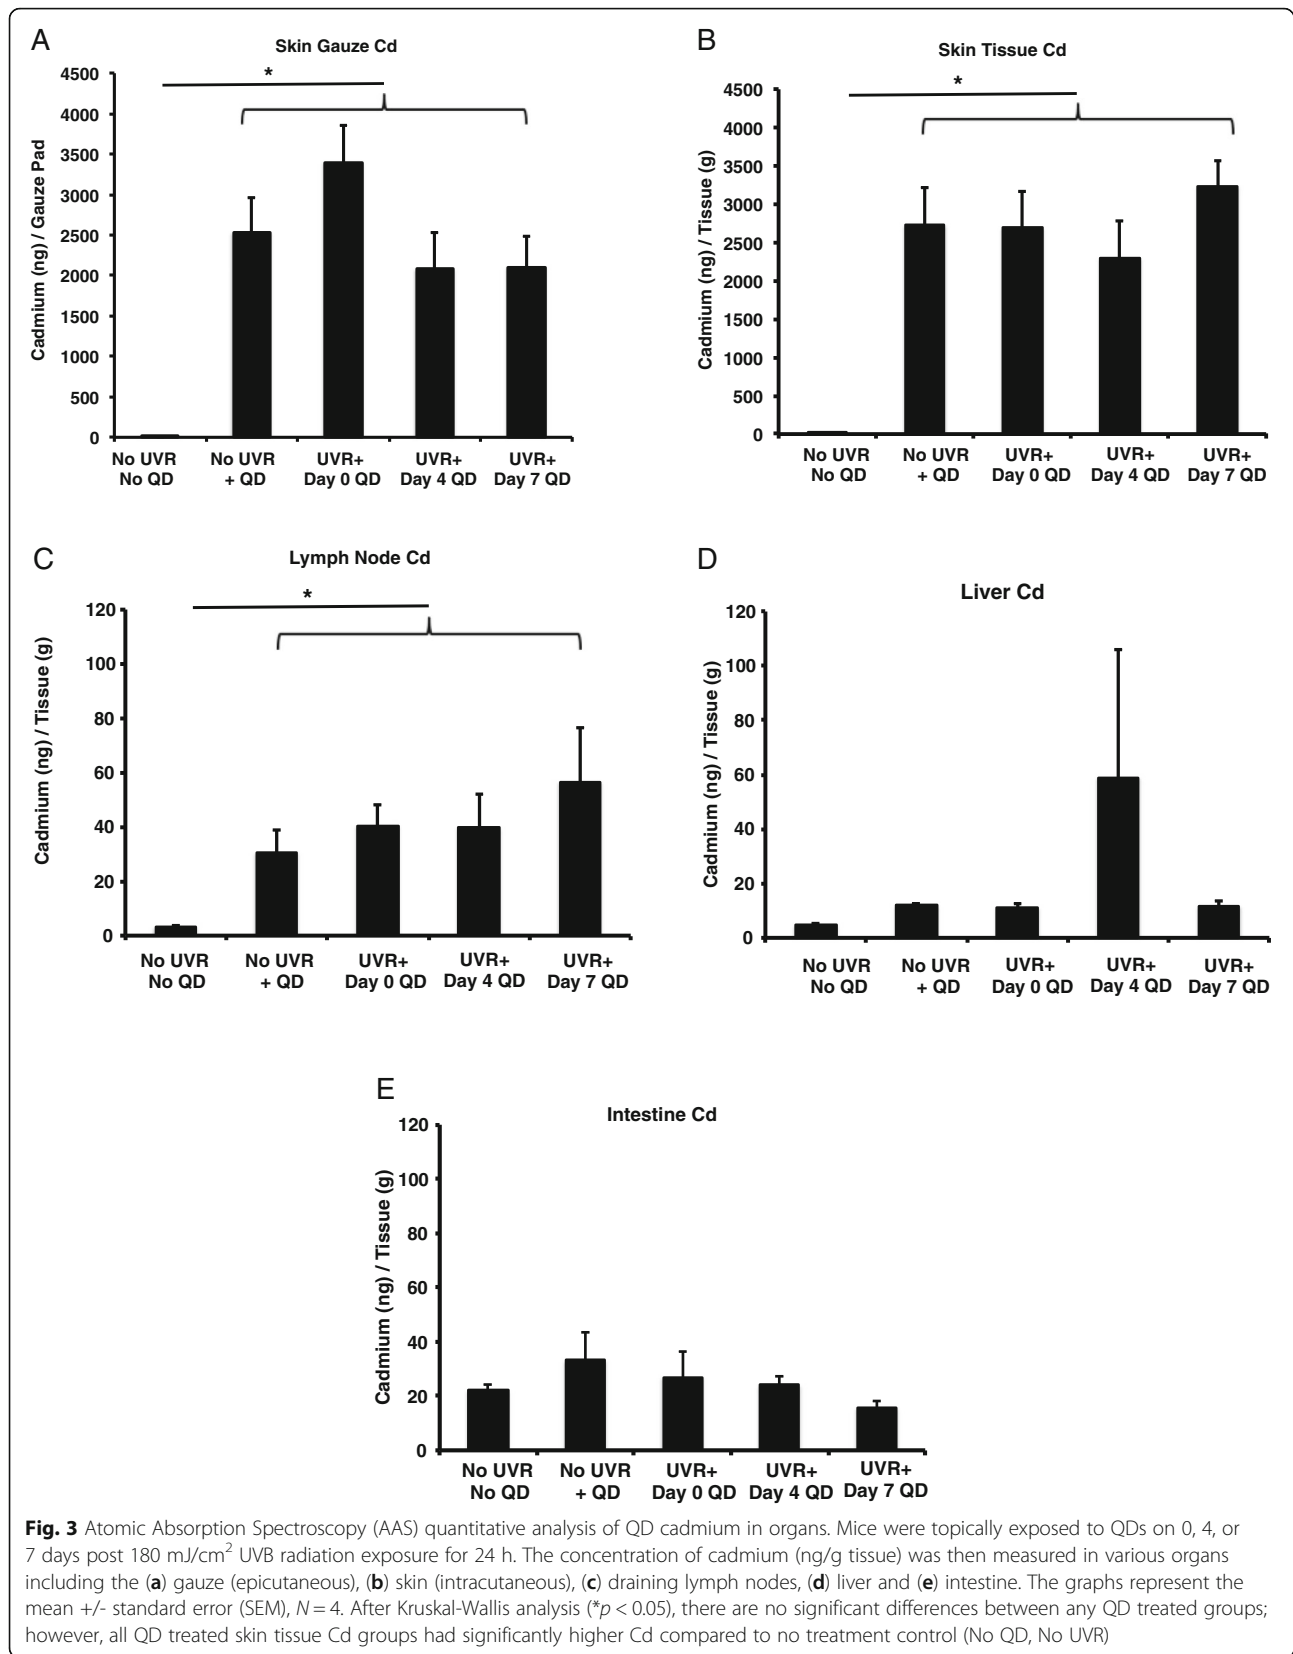 A
Skin Gauze Cd
*
4500
4000
3500
3000
2500
2000
1500
1000
500
0
Cadmium (ng) / Gauze Pad
No UVR No UVR UVR+ UVR+ UVR+
No QD + QD Day 0 QD Day 4 QD Day 7 QD
B
Skin Tissue Cd
*
4500
4000
3500
3000
2500
2000
1500
1000
500
0
Cadmium (ng) / Tissue (g)
No UVR No UVR UVR+ UVR+ UVR+
No QD + QD Day 0 QD Day 4 QD Day 7 QD
C
Lymph Node Cd
*
120
100
80
60
40
20
0
Cadmium (ng) / Tissue (g)
No UVR No UVR UVR+ UVR+ UVR+
No QD + QD Day 0 QD Day 4 QD Day 7 QD
D
Liver Cd
120
100
80
60
40
20
0
Cadmium (ng) / Tissue (g)
No UVR No UVR UVR+ UVR+ UVR+
No QD + QD Day 0 QD Day 4 QD Day 7 QD
E
Intestine Cd
120
100
80
60
40
20
0
Cadmium (ng) / Tissue (g)
No UVR No UVR UVR+ UVR+ UVR+
No QD + QD Day 0 QD Day 4 QD Day 7 QD
Fig. 3 Atomic Absorption Spectroscopy (AAS) quantitative analysis of QD cadmium in organs. Mice were topically exposed to QDs on 0, 4, or
7 days post 180 mJ/cm² UVB radiation exposure for 24 h. The concentration of cadmium (ng/g tissue) was then measured in various organs
including the (a) gauze (epicutaneous), (b) skin (intracutaneous), (c) draining lymph nodes, (d) liver and (e) intestine. The graphs represent the
mean +/- standard error (SEM), N = 4. After Kruskal-Wallis analysis (*p < 0.05), there are no significant differences between any QD treated groups;
however, all QD treated skin tissue Cd groups had significantly higher Cd compared to no treatment control (No QD, No UVR)